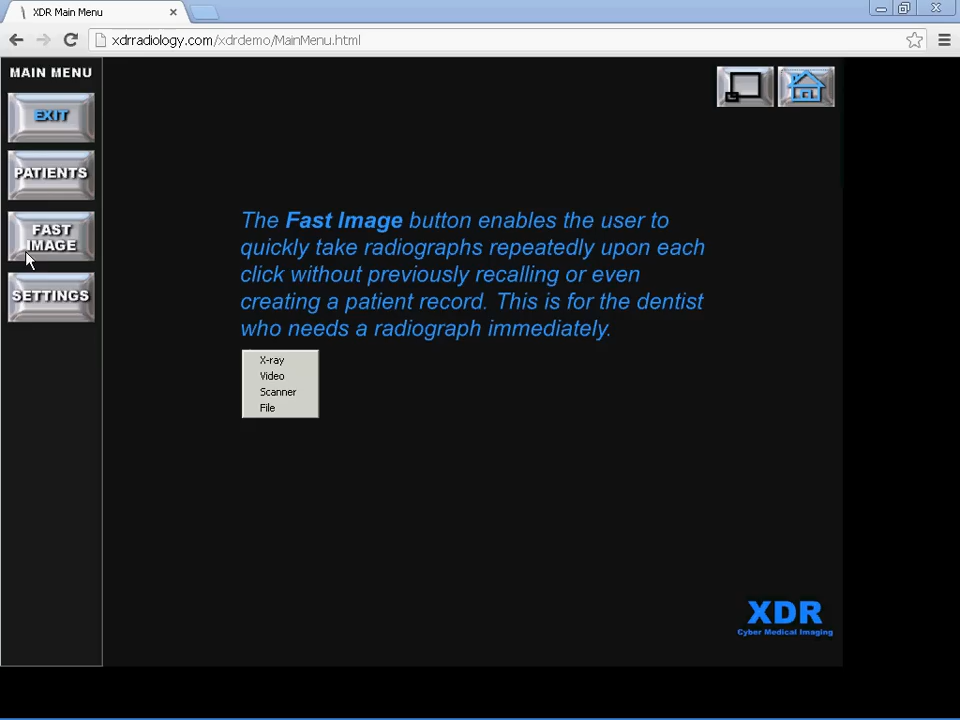 XDR Main Menu
xdrradiology.com/xdrdemo/MainMenu.html
MAIN MENU
EXIT
PATIENTS
FAST
IMAGE
SETTINGS
The Fast Image button enables the user to
quickly take radiographs repeatedly upon each
click without previously recalling or even
creating a patient record. This is for the dentist
who needs a radiograph immediately.
X-ray
Video
Scanner
File
XDR
Cyber Medical Imaging